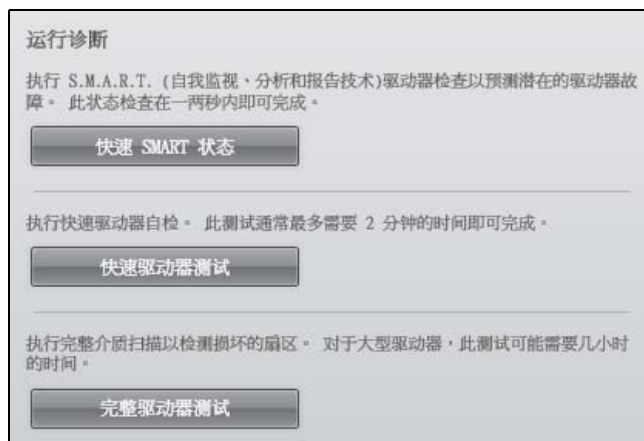 运行诊断
执行 S.M.A.R.T. (自我监视、分析和报告技术)驱动器检查以预测潜在的驱动器故
障。 此状态检查在一两秒内即可完成。
快速 SMART 状态
执行快速驱动器自检。 此测试通常最多需要 2 分钟的时间即可完成。
快速驱动器测试
执行完整介质扫描以检测损坏的扇区。 对于大型驱动器，此测试可能需要几小时
的时间。
完整驱动器测试